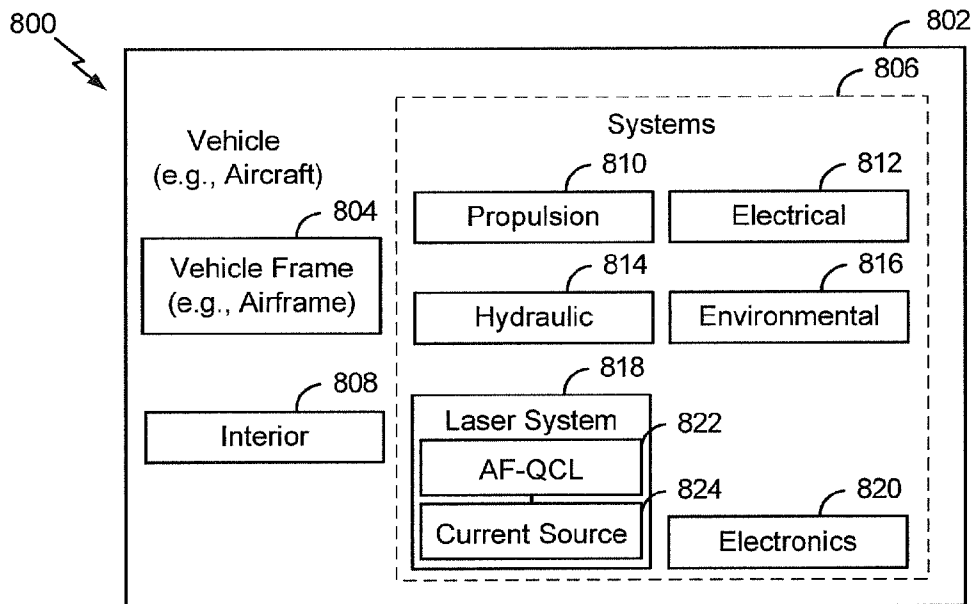 800
802
806
Systems
Vehicle
(e.g., Aircraft)
810
812
Propulsion
Electrical
804
Vehicle Frame
(e.g., Airframe)
814
816
Hydraulic
Environmental
808
Interior
818
Laser System
822
AF-QCL
824
Current Source
820
Electronics